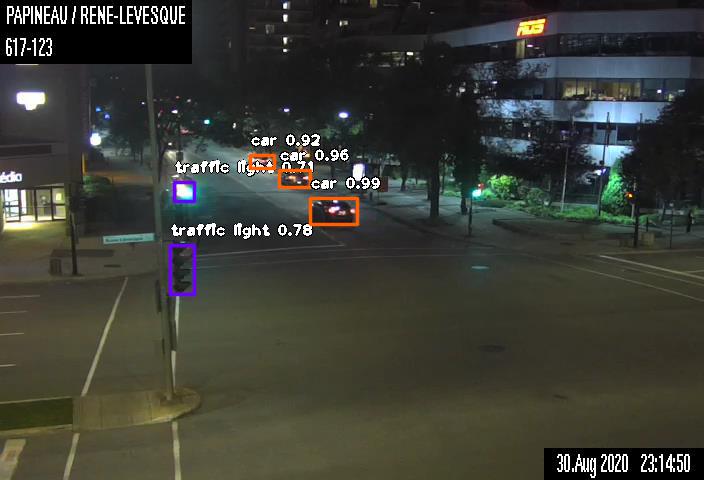 PAPINEAU / RENE-LEVESQUE
617-123
car 0.92
car 0.96
traffic light 0.71
car 0.99
traffic light 0.78
30.Aug 2020 23:14:50